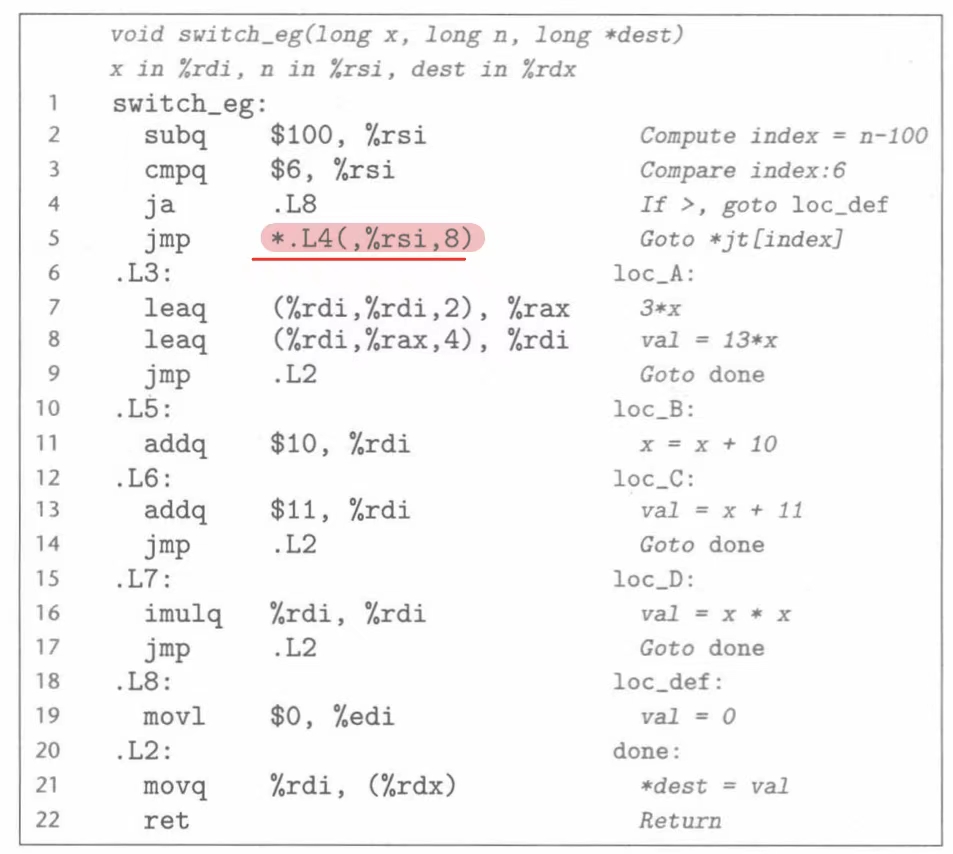 void switch_eg(long x, long n, long *dest)
x in %rdi, n in %rsi, dest in %rdx
1 switch_eg:
2 subq $100, %rsi Compute index = n-100
3 cmpq $6, %rsi Compare index:6
4 ja .L8 If >, goto loc_def
5 jmp *.L4(,%rsi,8) Goto *jt[index]
6 .L3: loc_A:
7 leaq (%rdi,%rdi,2), %rax 3*x
8 leaq (%rdi,%rax,4), %rdi val = 13*x
9 jmp .L2 Goto done
10 .L5: loc_B:
11 addq $10, %rdi x = x + 10
12 .L6: loc_C:
13 addq $11, %rdi val = x + 11
14 jmp .L2 Goto done
15 .L7: loc_D:
16 imulq %rdi, %rdi val = x * x
17 jmp .L2 Goto done
18 .L8: loc_def:
19 movl $0, %edi val = 0
20 .L2: done:
21 movq %rdi, (%rdx) *dest = val
22 ret Return